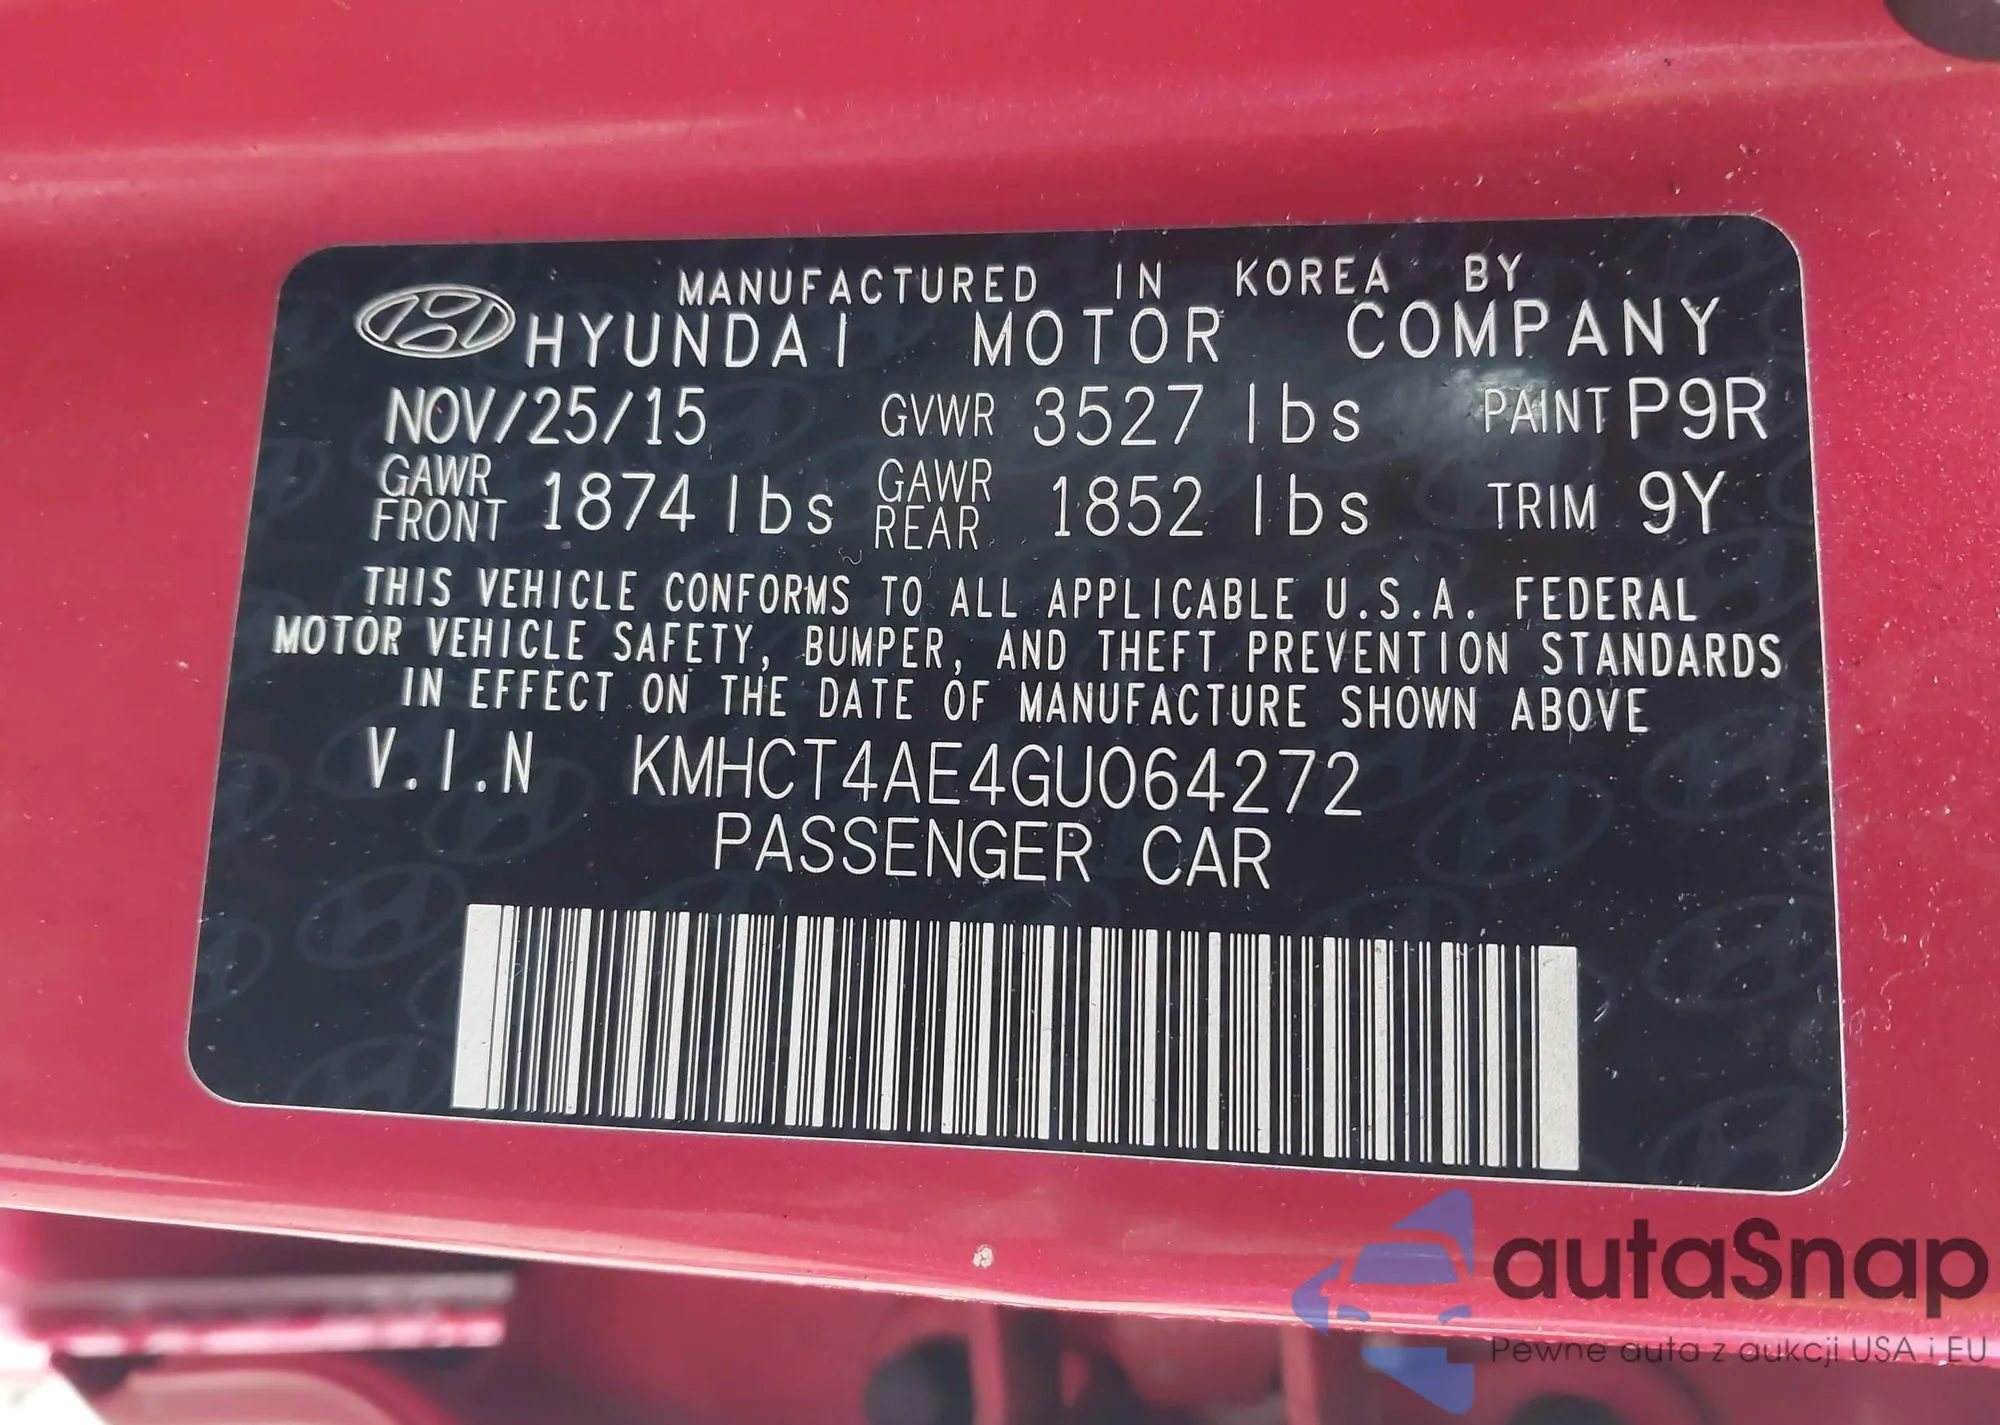 MANUFACTURED IN KOREA BY
HYUNDAI MOTOR COMPANY
NOV/25/15 GVWR 3527 lbs PAINT P9R
GAWR FRONT 1874 lbs GAWR REAR 1852 lbs TRIM 9Y
THIS VEHICLE CONFORMS TO ALL APPLICABLE U.S.A. FEDERAL
MOTOR VEHICLE SAFETY, BUMPER, AND THEFT PREVENTION STANDARDS
IN EFFECT ON THE DATE OF MANUFACTURE SHOWN ABOVE
V.I.N KMHCT4AE4GU064272
PASSENGER CAR
autaSnap
Pewne auta z aukcji USA i EU